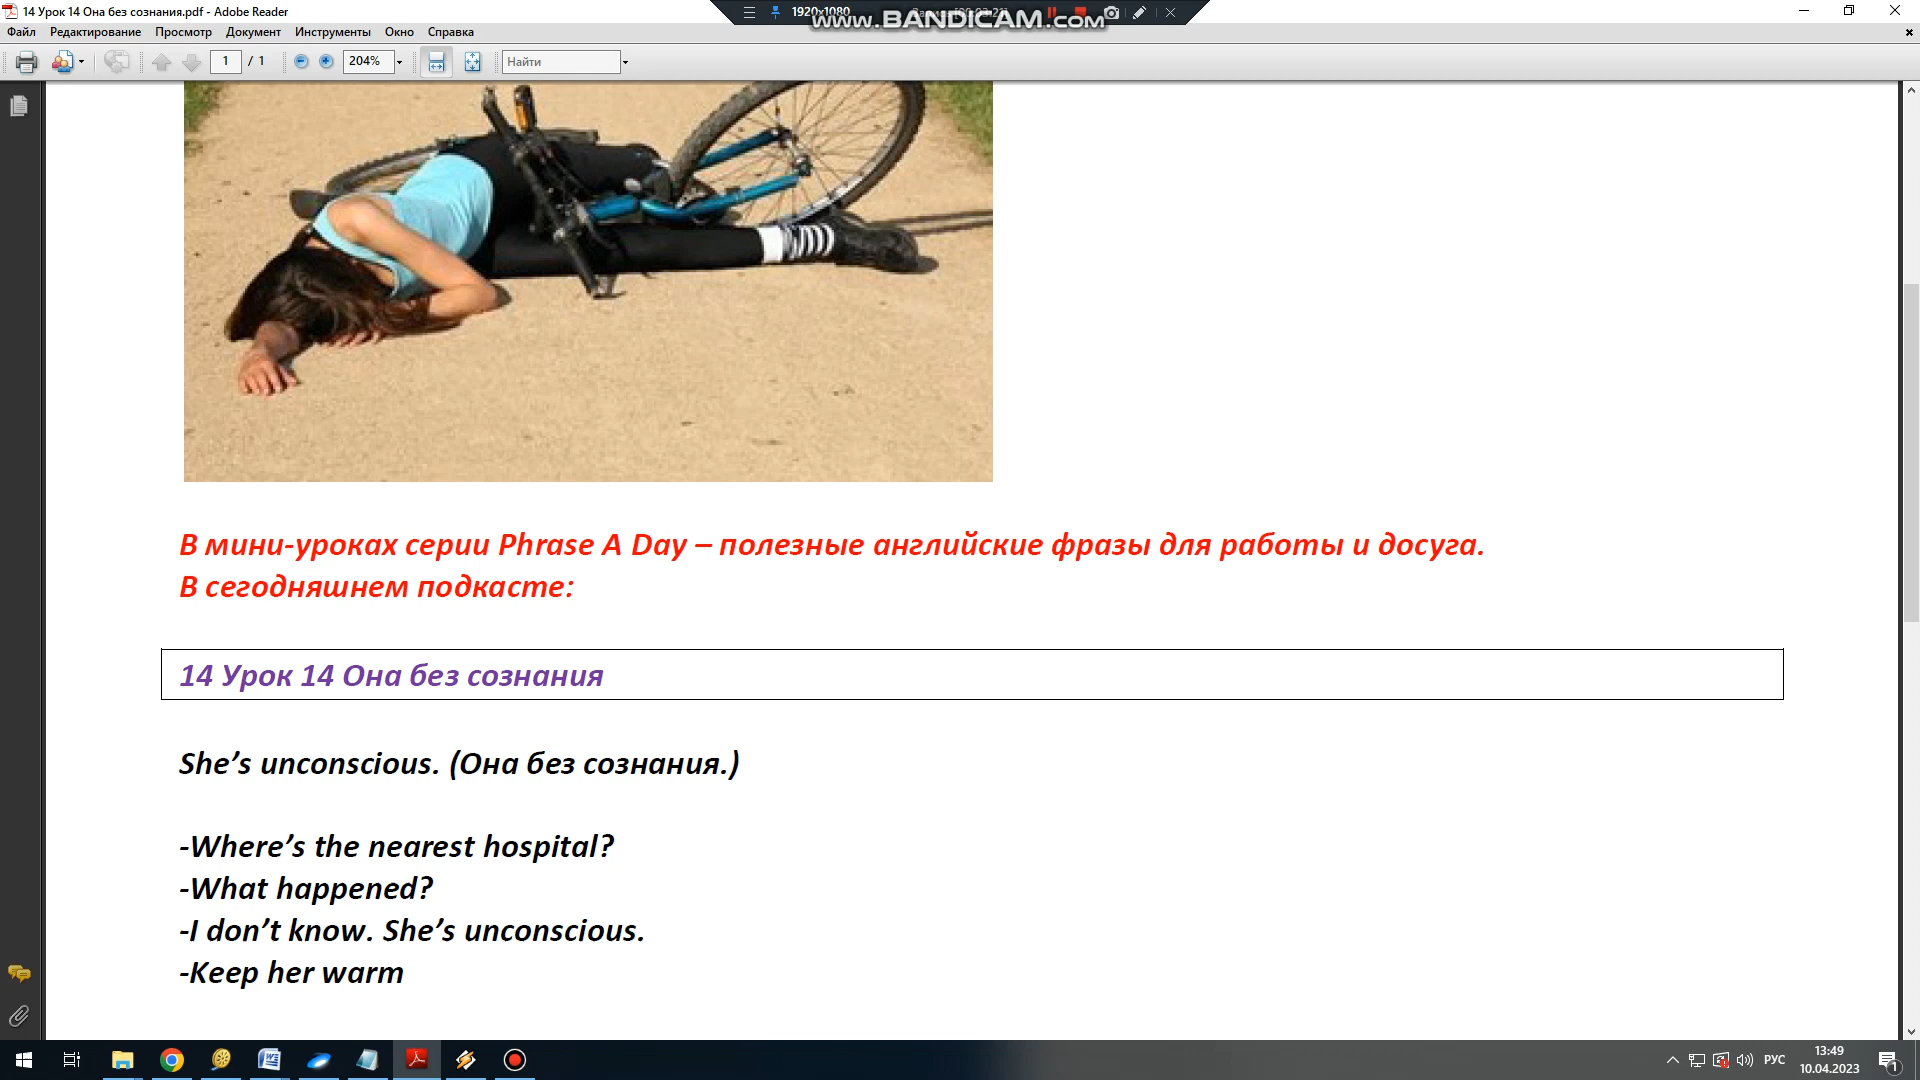 14 Урок 14 Она без сознания.pdf - Adobe Reader
1920x1080
www.BANDICAM.com
Файл Редактирование Просмотр Документ Инструменты Окно Справка
1 / 1 204% Найти
В мини-уроках серии Phrase A Day – полезные английские фразы для работы и досуга.
В сегодняшнем подкасте:
14 Урок 14 Она без сознания
She’s unconscious. (Она без сознания.)
-Where’s the nearest hospital?
-What happened?
-I don’t know. She’s unconscious.
-Keep her warm
РУС
13:49
10.04.2023
1